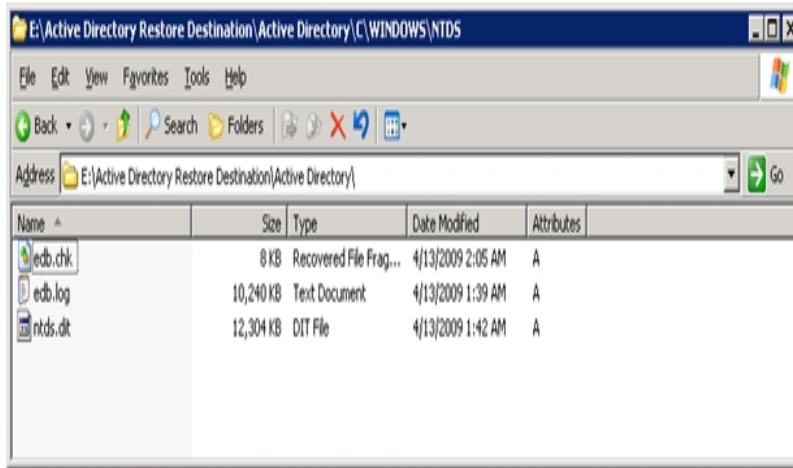 E:\Active Directory Restore Destination\Active Directory\C\WINDOWS\NTDS
File Edit View Favorites Tools Help
Back Search Folders
Address E:\Active Directory Restore Destination\Active Directory\ Go
Name Size Type Date Modified Attributes
edb.chk 8 KB Recovered File Frag... 4/13/2009 2:05 AM A
edb.log 10,240 KB Text Document 4/13/2009 1:39 AM A
ntds.dit 12,304 KB DIT File 4/13/2009 1:42 AM A